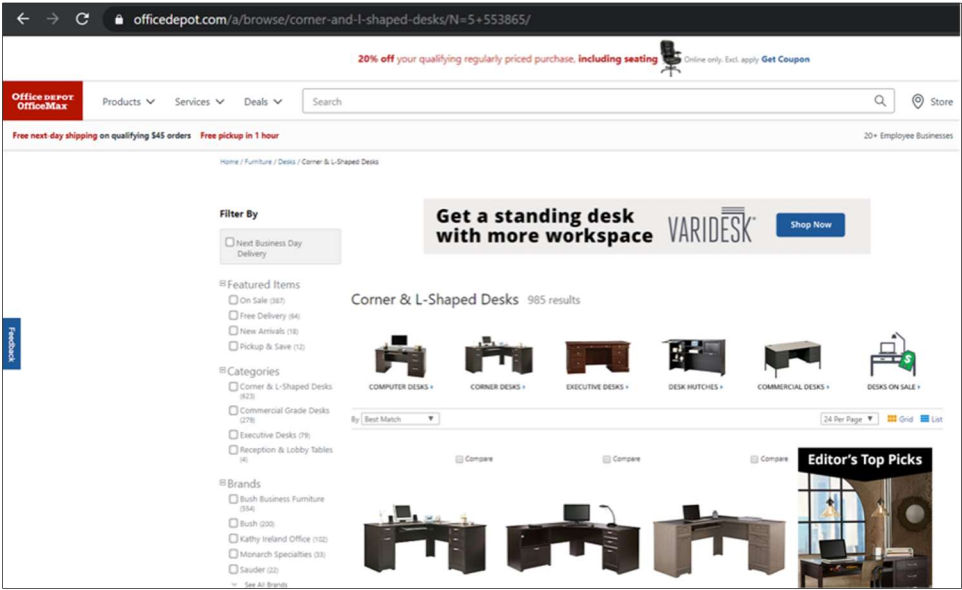 officedepot.com/a/browse/corner-and-l-shaped-desks/N=5+553865/
20% off your qualifying regularly priced purchase, including seating Online only. Excl. apply Get Coupon
Office DEPOT
OfficeMax
Products Services Deals Search Store
Free next-day shipping on qualifying $45 orders Free pickup in 1 hour 20+ Employee Businesses
Home / Furniture / Desks / Corner & L-Shaped Desks
Filter By
Next Business Day
Delivery
Featured Items
On Sale (387)
Free Delivery (64)
New Arrivals (18)
Pickup & Save (12)
Categories
Corner & L-Shaped Desks
(623)
Commercial Grade Desks
(279)
Executive Desks (79)
Reception & Lobby Tables
(4)
Brands
Bush Business Furniture
(554)
Bush (200)
Kathy Ireland Office (102)
Monarch Specialties (33)
Sauder (22)
See All Brands
Feedback
Get a standing desk
with more workspace
VARIDESK
Shop Now
Corner & L-Shaped Desks 985 results
COMPUTER DESKS CORNER DESKS EXECUTIVE DESKS DESK HUTCHES COMMERCIAL DESKS DESKS ON SALE
$
By Best Match 24 Per Page Grid List
Compare Compare Compare
Editor's Top Picks